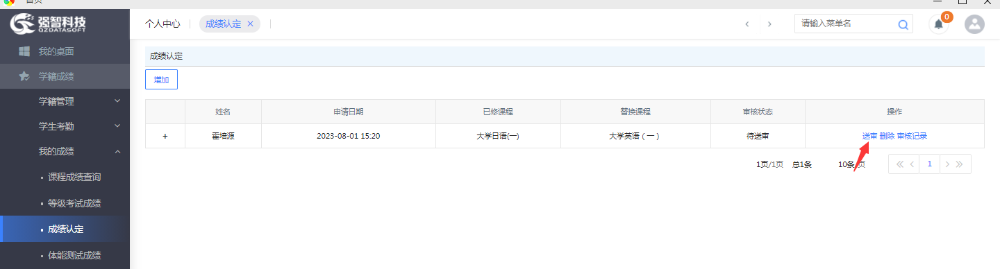 首页
强智科技
QZDATASOFT
个人中心
成绩认定 ×
请输入菜单名
0
我的桌面
学籍成绩
学籍管理
学生考勤
我的成绩
课程成绩查询
等级考试成绩
成绩认定
体能测试成绩
成绩认定
增加
姓名 申请日期 已修课程 替换课程 审核状态 操作
+ 霍培源 2023-08-01 15:20 大学日语(一) 大学英语（一） 待送审 送审 删除 审核记录
1页/1页 总1条 10条/页 1